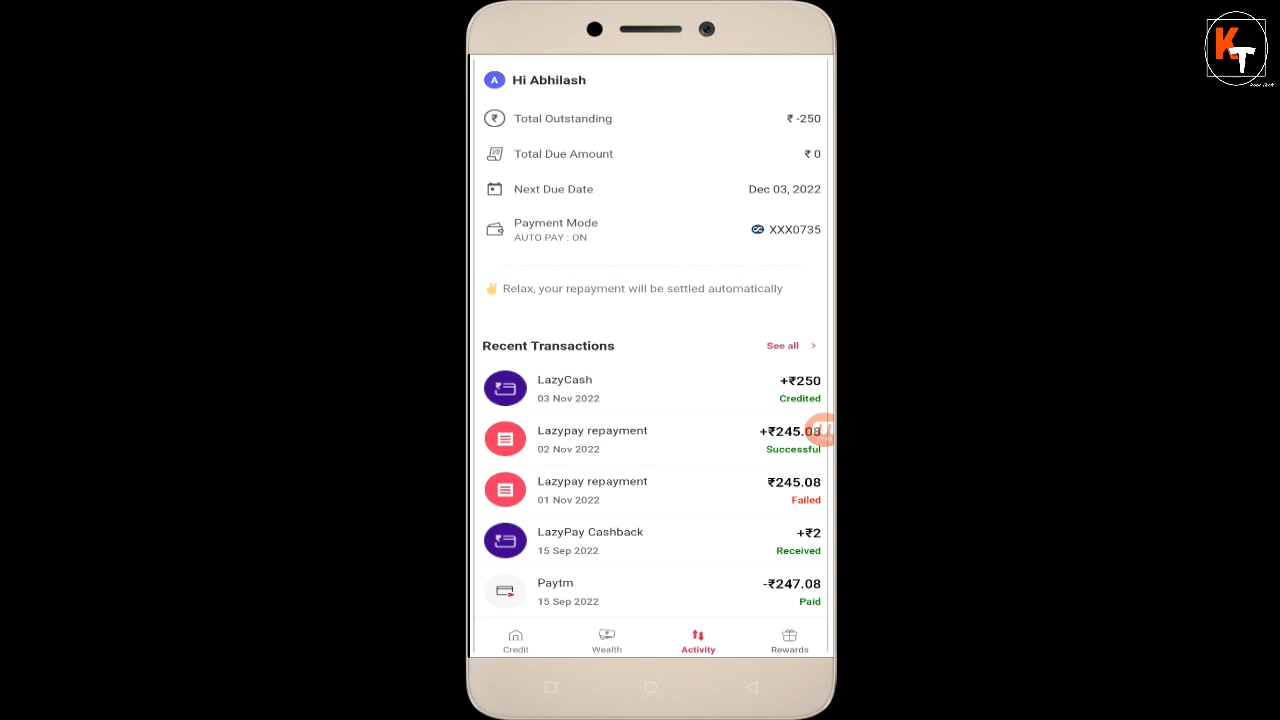 KT
A Hi Abhilash
Total Outstanding ₹ -250
Total Due Amount ₹ 0
Next Due Date Dec 03, 2022
Payment Mode
AUTO PAY : ON
XXX0735
✌ Relax, your repayment will be settled automatically
Recent Transactions See all >
LazyCash +₹250
03 Nov 2022 Credited
Lazypay repayment +₹245.08
02 Nov 2022 Successful
Lazypay repayment ₹245.08
01 Nov 2022 Failed
LazyPay Cashback +₹2
15 Sep 2022 Received
Paytm -₹247.08
15 Sep 2022 Paid
Credit Wealth Activity Rewards